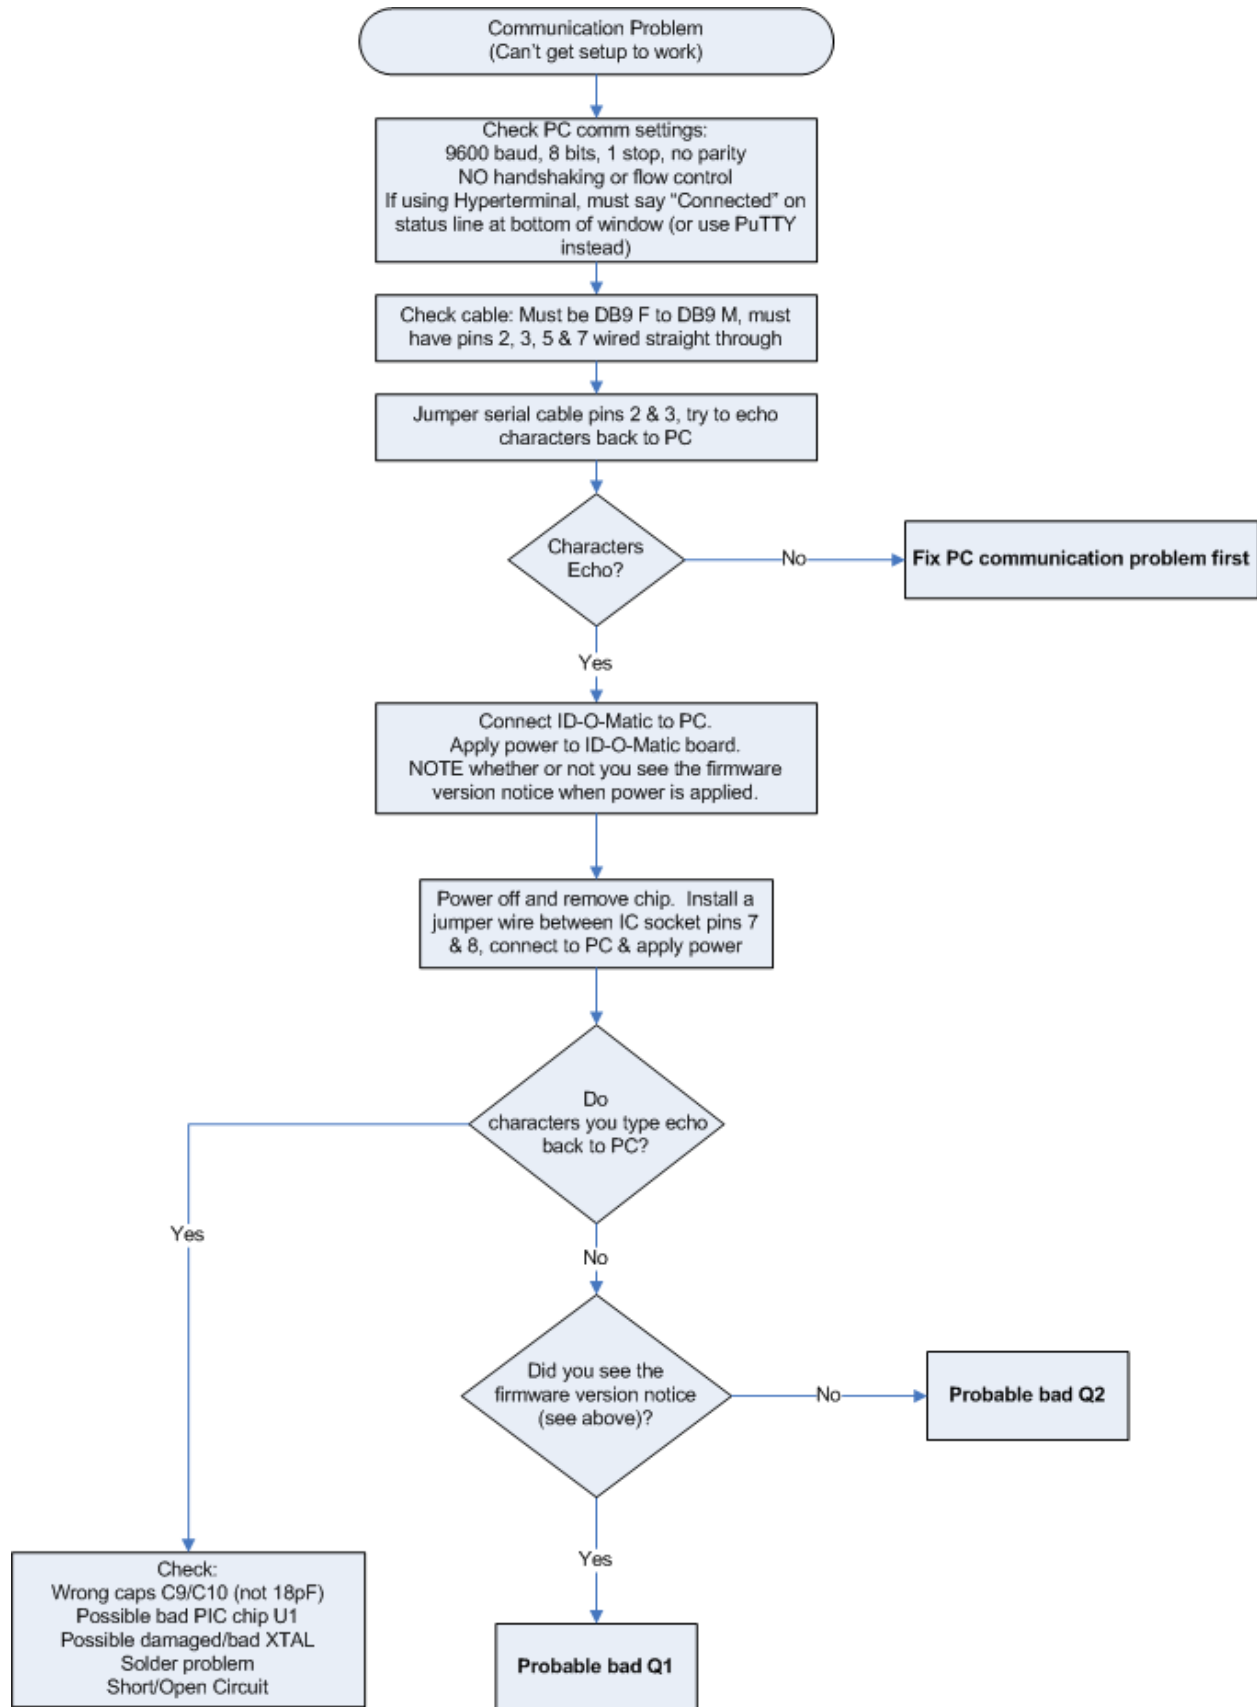 Communication Problem
(Can't get setup to work)
Check PC comm settings:
9600 baud, 8 bits, 1 stop, no parity
NO handshaking or flow control
If using Hyperterminal, must say “Connected” on
status line at bottom of window (or use PuTTY
instead)
Check cable: Must be DB9 F to DB9 M, must
have pins 2, 3, 5 & 7 wired straight through
Jumper serial cable pins 2 & 3, try to echo
characters back to PC
Characters
Echo?
No
Fix PC communication problem first
Yes
Connect ID-O-Matic to PC.
Apply power to ID-O-Matic board.
NOTE whether or not you see the firmware
version notice when power is applied.
Power off and remove chip.  Install a
jumper wire between IC socket pins 7
& 8, connect to PC & apply power
Do
characters you type echo
back to PC?
Yes
No
Did you see the
firmware version notice
(see above)?
No
Probable bad Q2
Yes
Check:
Wrong caps C9/C10 (not 18pF)
Possible bad PIC chip U1
Possible damaged/bad XTAL
Solder problem
Short/Open Circuit
Probable bad Q1